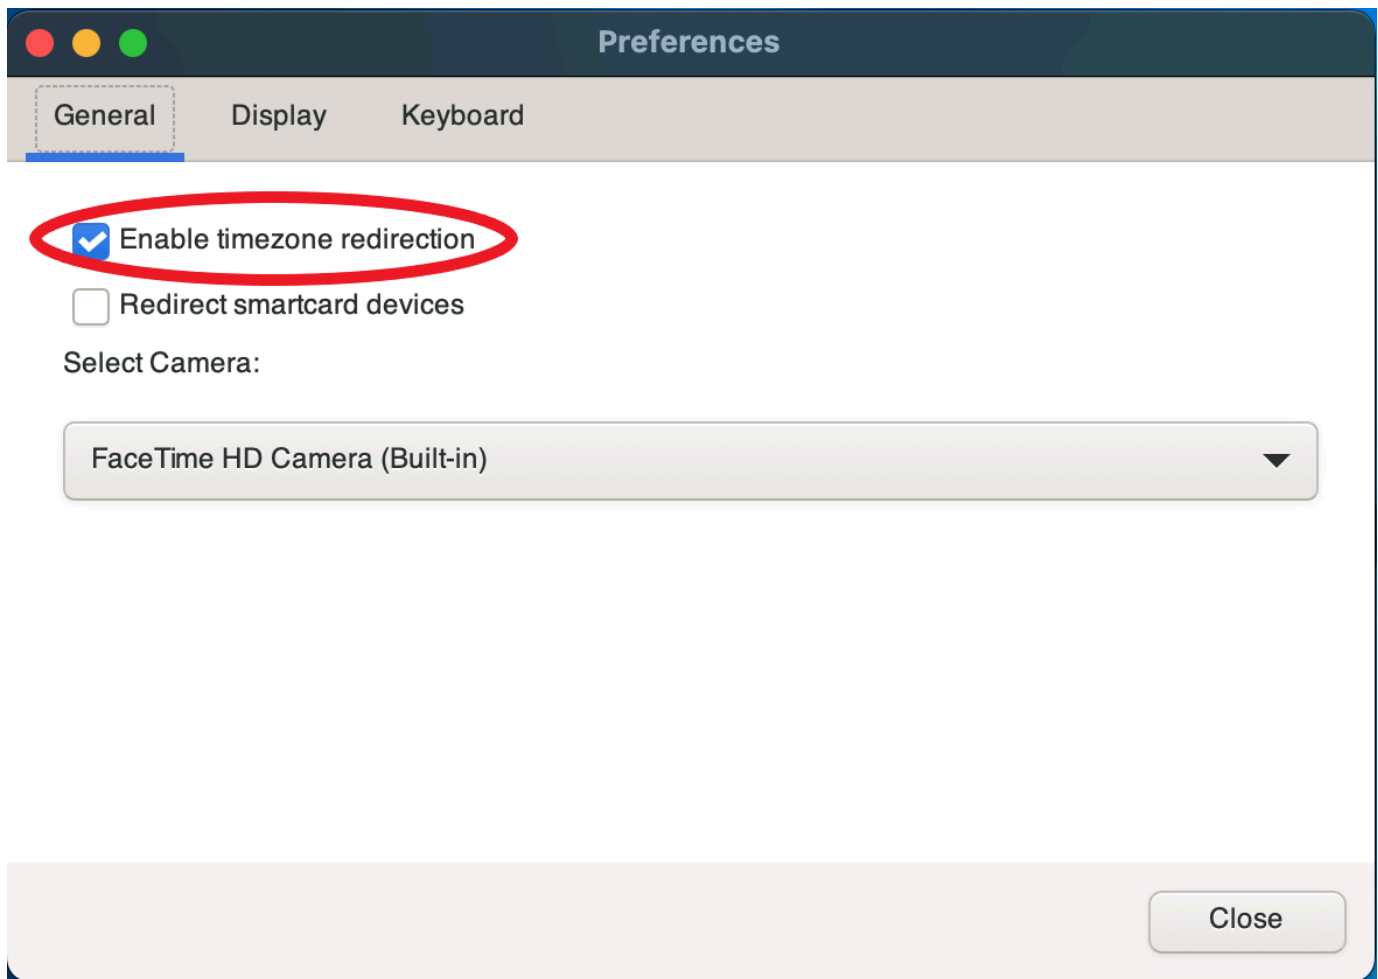 Preferences
General Display Keyboard
Enable timezone redirection
Redirect smartcard devices
Select Camera:
FaceTime HD Camera (Built-in)
Close